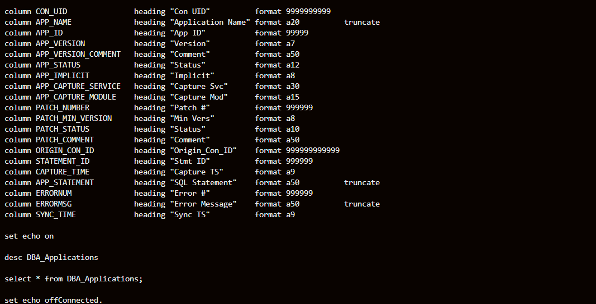 column CON_UID heading "Con UID" format 9999999999
column APP_NAME heading "Application Name" format a20 truncate
column APP_ID heading "App ID" format 99999
column APP_VERSION heading "Version" format a7
column APP_VERSION_COMMENT heading "Comment" format a50
column APP_STATUS heading "Status" format a12
column APP_IMPLICIT heading "Implicit" format a8
column APP_CAPTURE_SERVICE heading "Capture Svc" format a30
column APP_CAPTURE_MODULE heading "Capture Mod" format a15
column PATCH_NUMBER heading "Patch #" format 999999
column PATCH_MIN_VERSION heading "Min Vers" format a8
column PATCH_STATUS heading "Status" format a10
column PATCH_COMMENT heading "Comment" format a50
column ORIGIN_CON_ID heading "Origin_Con_ID" format 999999999999
column STATEMENT_ID heading "Stmt ID" format 999999
column CAPTURE_TIME heading "Capture TS" format a9
column APP_STATEMENT heading "SQL Statement" format a50 truncate
column ERRORNUM heading "Error #" format 999999
column ERRORMSG heading "Error Message" format a50 truncate
column SYNC_TIME heading "Sync TS" format a9
set echo on
desc DBA_Applications
select * from DBA_Applications;
set echo offConnected.